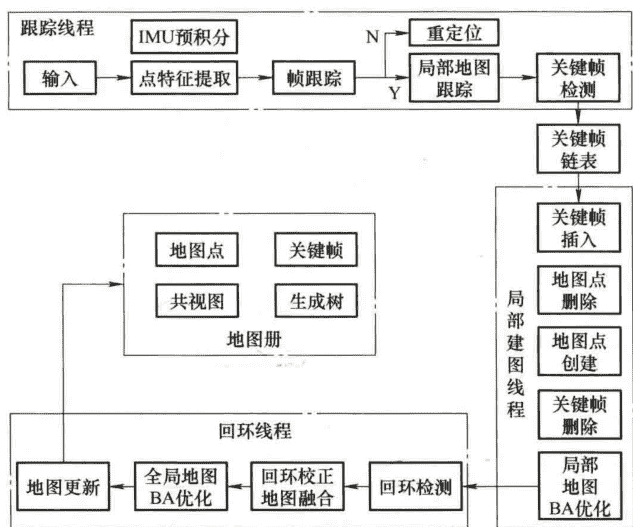 跟踪线程
IMU预积分
N
重定位
输入
点特征提取
帧跟踪
Y
局部地图
跟踪
关键帧
检测
关键帧
链表
关键帧
插入
地图点
删除
地图点
创建
关键帧
删除
局部
地图
BA优化
局部建图线程
地图点
关键帧
共视图
生成树
地图册
回环线程
地图更新
全局地图
BA优化
回环校正
地图融合
回环检测